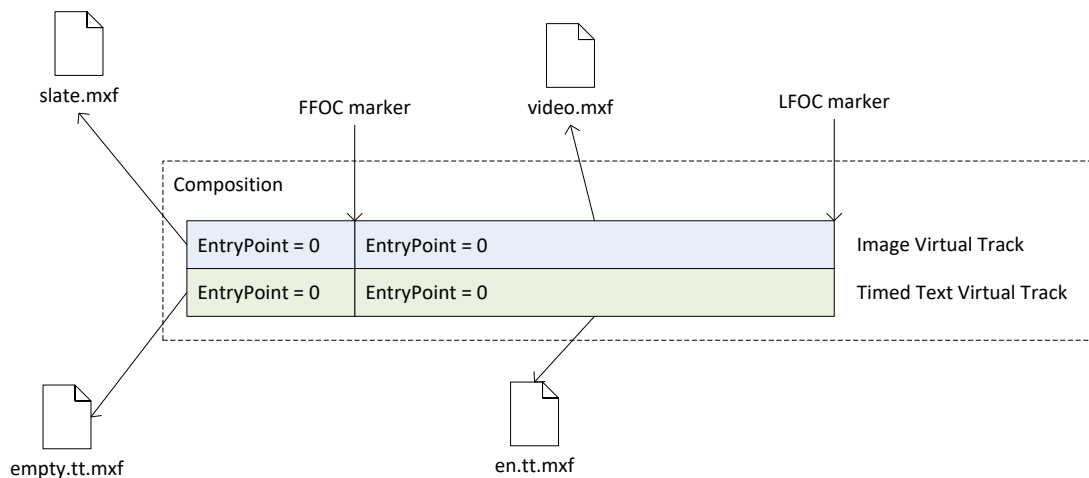 slate.mxf
FFOC marker
video.mxf
LFOC marker
Composition
EntryPoint = 0
EntryPoint = 0
Image Virtual Track
EntryPoint = 0
EntryPoint = 0
Timed Text Virtual Track
empty.tt.mxf
en.tt.mxf